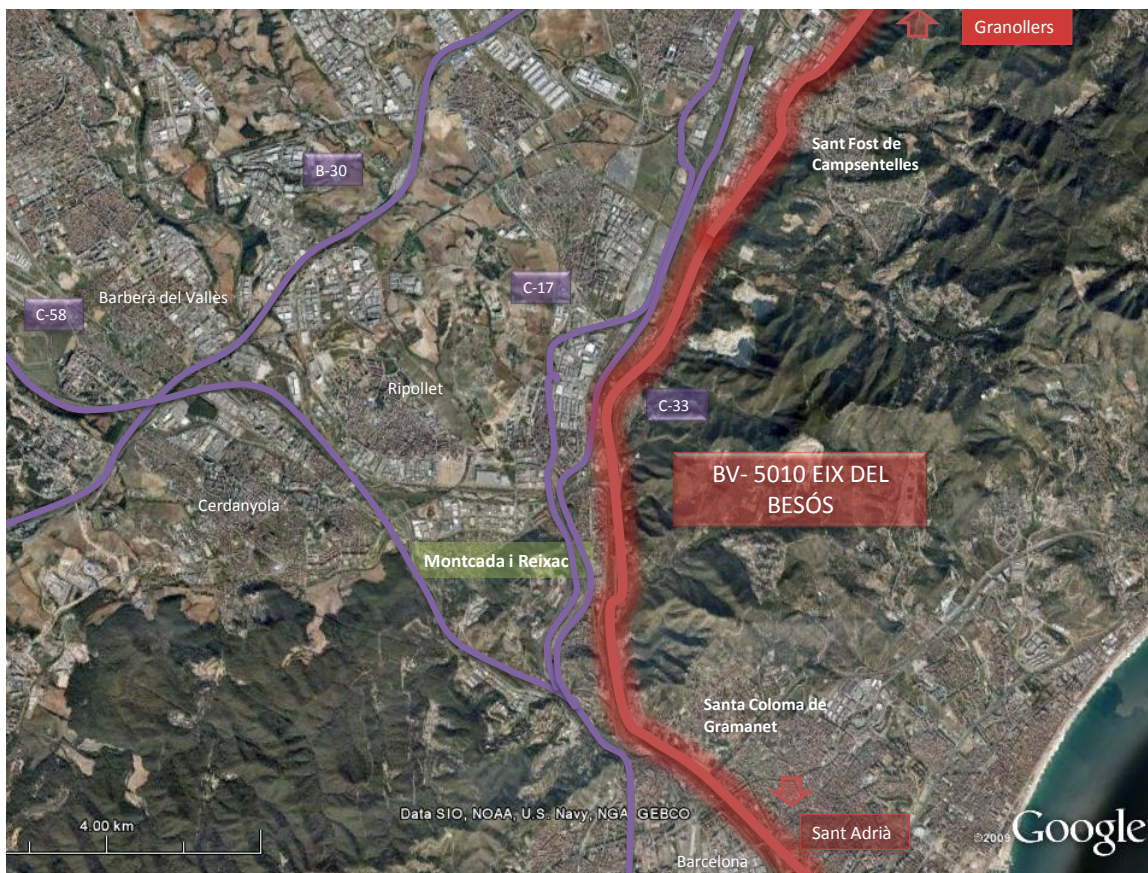 Granollers
Sant Fost de
Campsentelles
B-30
C-17
Barberà del Vallès
C-58
Ripollet
C-33
BV- 5010 EIX DEL
BESÓS
Cerdanyola
Montcada i Reixac
Santa Coloma de
Gramanet
Data SIO, NOAA, U.S. Navy, NGA, GEBCO
4.00 km
Sant Adrià
©2009 Google
Barcelona